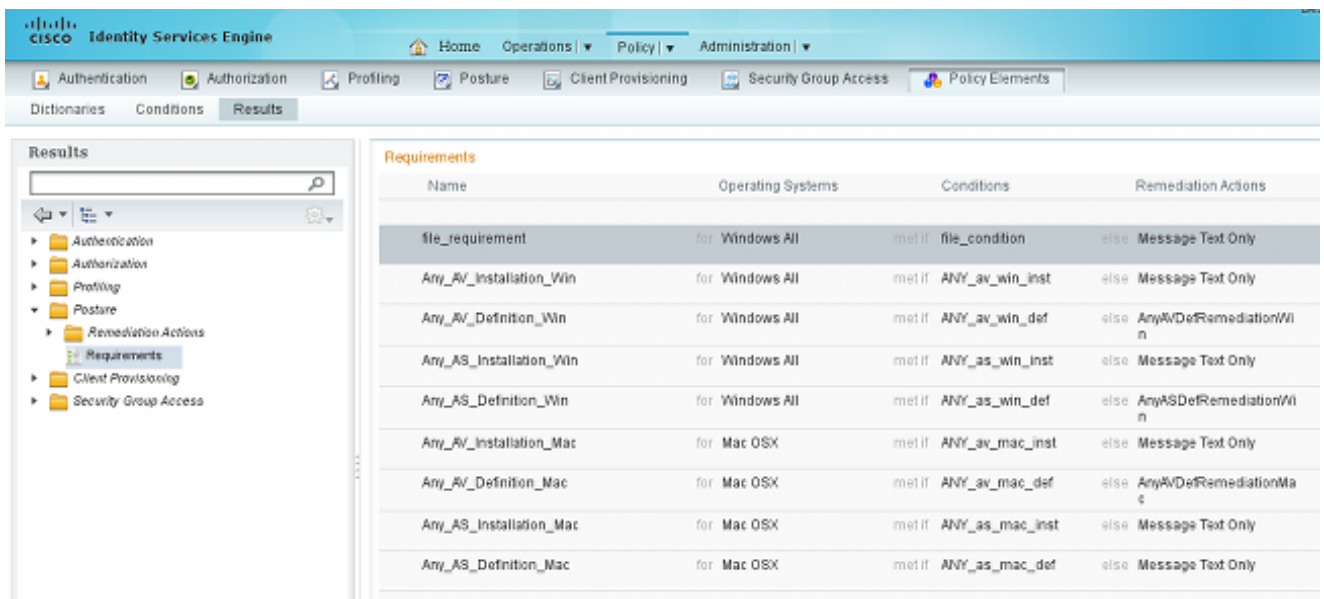 CISCO Identity Services Engine
Home Operations | Policy | Administration |
Authentication Authorization Profiling Posture Client Provisioning Security Group Access Policy Elements
Dictionaries Conditions Results
Results
Authentication
Authorization
Profiling
Posture
Remediation Actions
Requirements
Client Provisioning
Security Group Access
Requirements
Name Operating Systems Conditions Remediation Actions
file_requirement for Windows All met if file_condition else Message Text Only
Any_AV_Installation_Win for Windows All met if ANY_av_win_inst else Message Text Only
Any_AV_Definition_Win for Windows All met if ANY_av_win_def else AnyAVDefRemediationWi
n
Any_AS_Installation_Win for Windows All met if ANY_as_win_inst else Message Text Only
Any_AS_Definition_Win for Windows All met if ANY_as_win_def else AnyASDefRemediationWi
n
Any_AV_Installation_Mac for Mac OSX met if ANY_av_mac_inst else Message Text Only
Any_AV_Definition_Mac for Mac OSX met if ANY_av_mac_def else AnyAVDefRemediationMa
c
Any_AS_Installation_Mac for Mac OSX met if ANY_as_mac_inst else Message Text Only
Any_AS_Definition_Mac for Mac OSX met if ANY_as_mac_def else Message Text Only